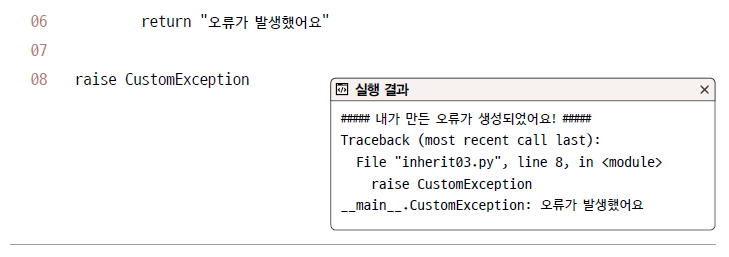 06 return "오류가 발생했어요"
07
08 raise CustomException
실행 결과
##### 내가 만든 오류가 생성되었어요! #####
Traceback (most recent call last):
File "inherit03.py", line 8, in <module>
raise CustomException
__main__.CustomException: 오류가 발생했어요